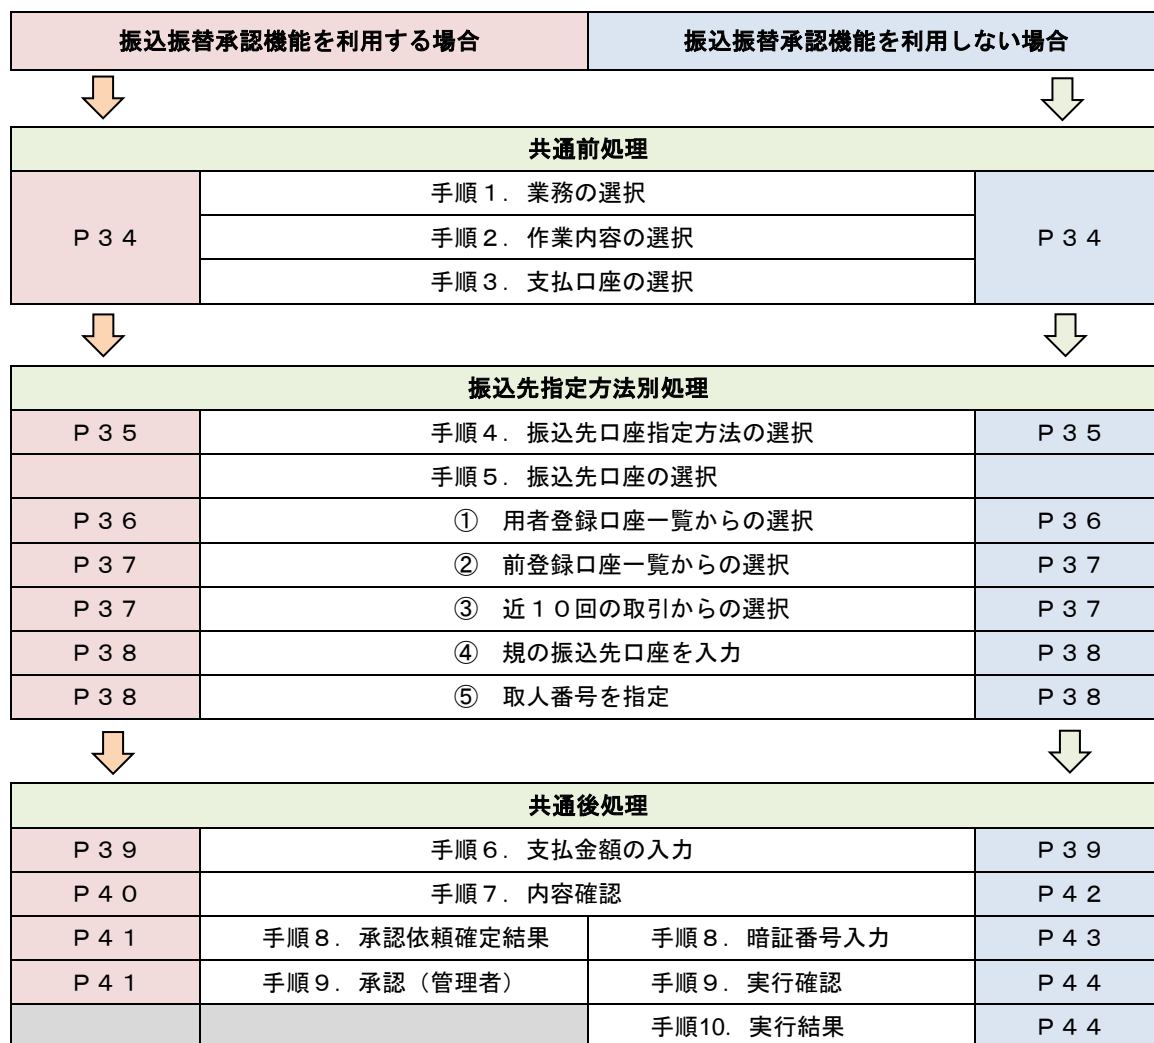 振込振替承認機能を利用する場合 振込振替承認機能を利用しない場合
共通前処理
手順１．業務の選択
Ｐ３４ 手順２．作業内容の選択 Ｐ３４
手順３．支払口座の選択
振込先指定方法別処理
Ｐ３５ 手順４．振込先口座指定方法の選択 Ｐ３５
手順５．振込先口座の選択
Ｐ３６ ① 用者登録口座一覧からの選択 Ｐ３６
Ｐ３７ ② 前登録口座一覧からの選択 Ｐ３７
Ｐ３７ ③ 近１０回の取引からの選択 Ｐ３７
Ｐ３８ ④ 規の振込先口座を入力 Ｐ３８
Ｐ３８ ⑤ 取人番号を指定 Ｐ３８
共通後処理
Ｐ３９ 手順６．支払金額の入力 Ｐ３９
Ｐ４０ 手順７．内容確認 Ｐ４２
Ｐ４１ 手順８．承認依頼確定結果 手順８．暗証番号入力 Ｐ４３
Ｐ４１ 手順９．承認（管理者） 手順９．実行確認 Ｐ４４
手順10．実行結果 Ｐ４４